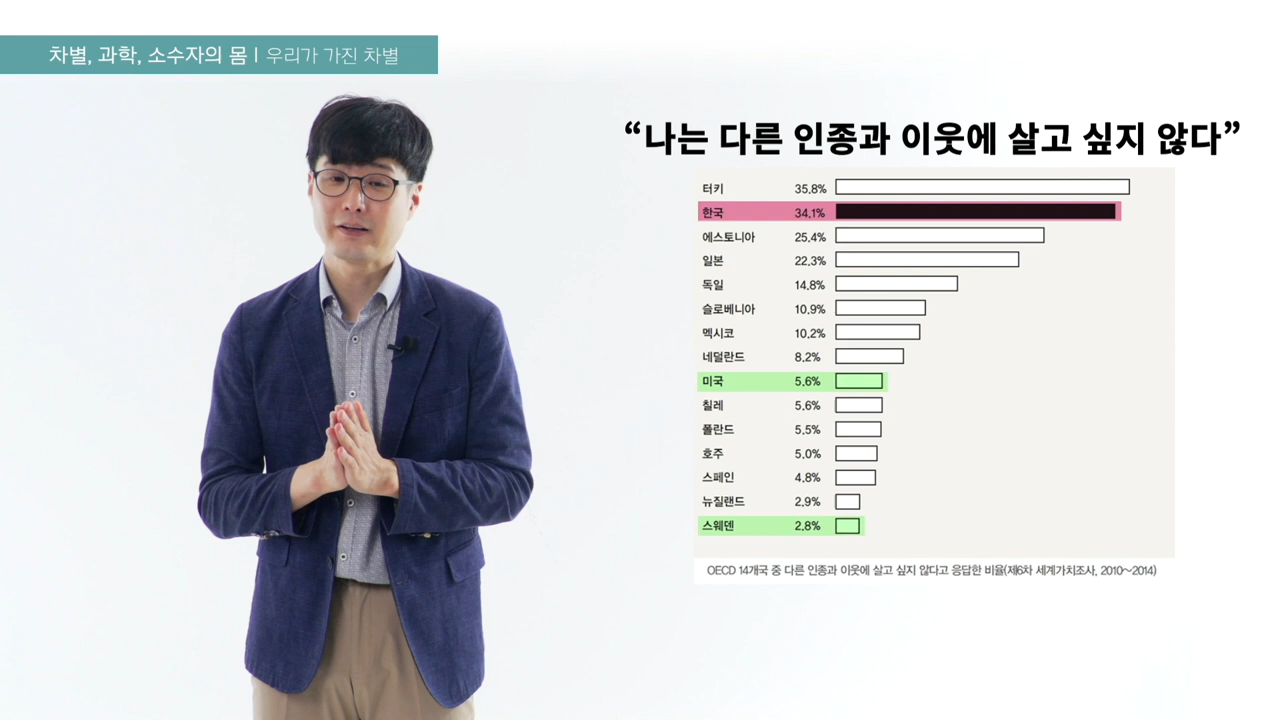 차별, 과학, 소수자의 몸 | 우리가 가진 차별
“나는 다른 인종과 이웃에 살고 싶지 않다”
터키 35.8%
한국 34.1%
에스토니아 25.4%
일본 22.3%
독일 14.8%
슬로베니아 10.9%
멕시코 10.2%
네덜란드 8.2%
미국 5.6%
칠레 5.6%
폴란드 5.5%
호주 5.0%
스페인 4.8%
뉴질랜드 2.9%
스웨덴 2.8%
OECD 14개국 중 다른 인종과 이웃에 살고 싶지 않다고 응답한 비율(제6차 세계가치조사, 2010~2014)